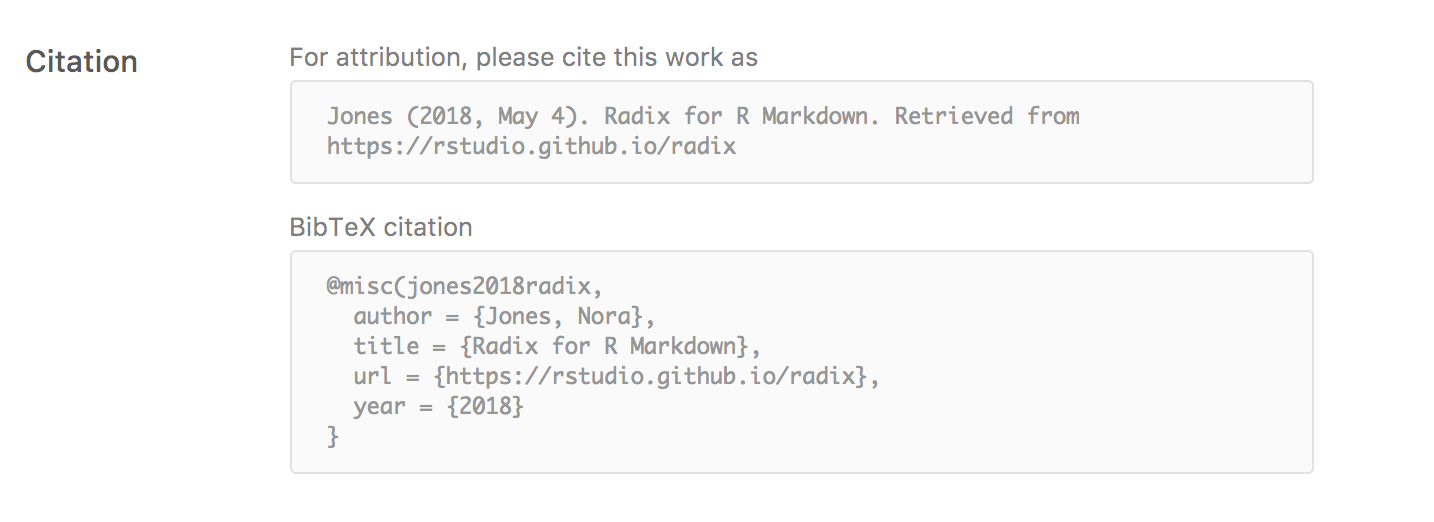 Citation
For attribution, please cite this work as
Jones (2018, May 4). Radix for R Markdown. Retrieved from
https://rstudio.github.io/radix
BibTeX citation
@misc(jones2018radix,
  author = {Jones, Nora},
  title = {Radix for R Markdown},
  url = {https://rstudio.github.io/radix},
  year = {2018}
}